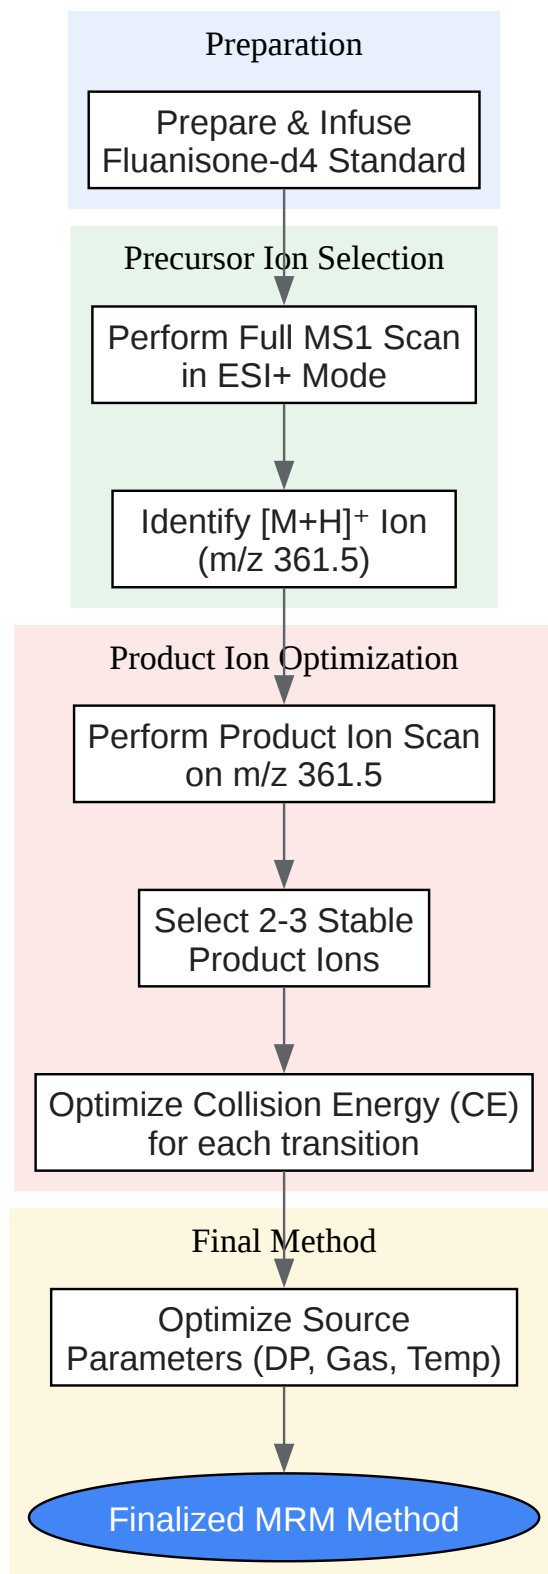 Preparation
Prepare & Infuse
Fluanisone-d4 Standard
Precursor Ion Selection
Perform Full MS1 Scan
in ESI+ Mode
Identify [M+H]⁺ Ion
(m/z 361.5)
Product Ion Optimization
Perform Product Ion Scan
on m/z 361.5
Select 2-3 Stable
Product Ions
Optimize Collision Energy (CE)
for each transition
Final Method
Optimize Source
Parameters (DP, Gas, Temp)
Finalized MRM Method